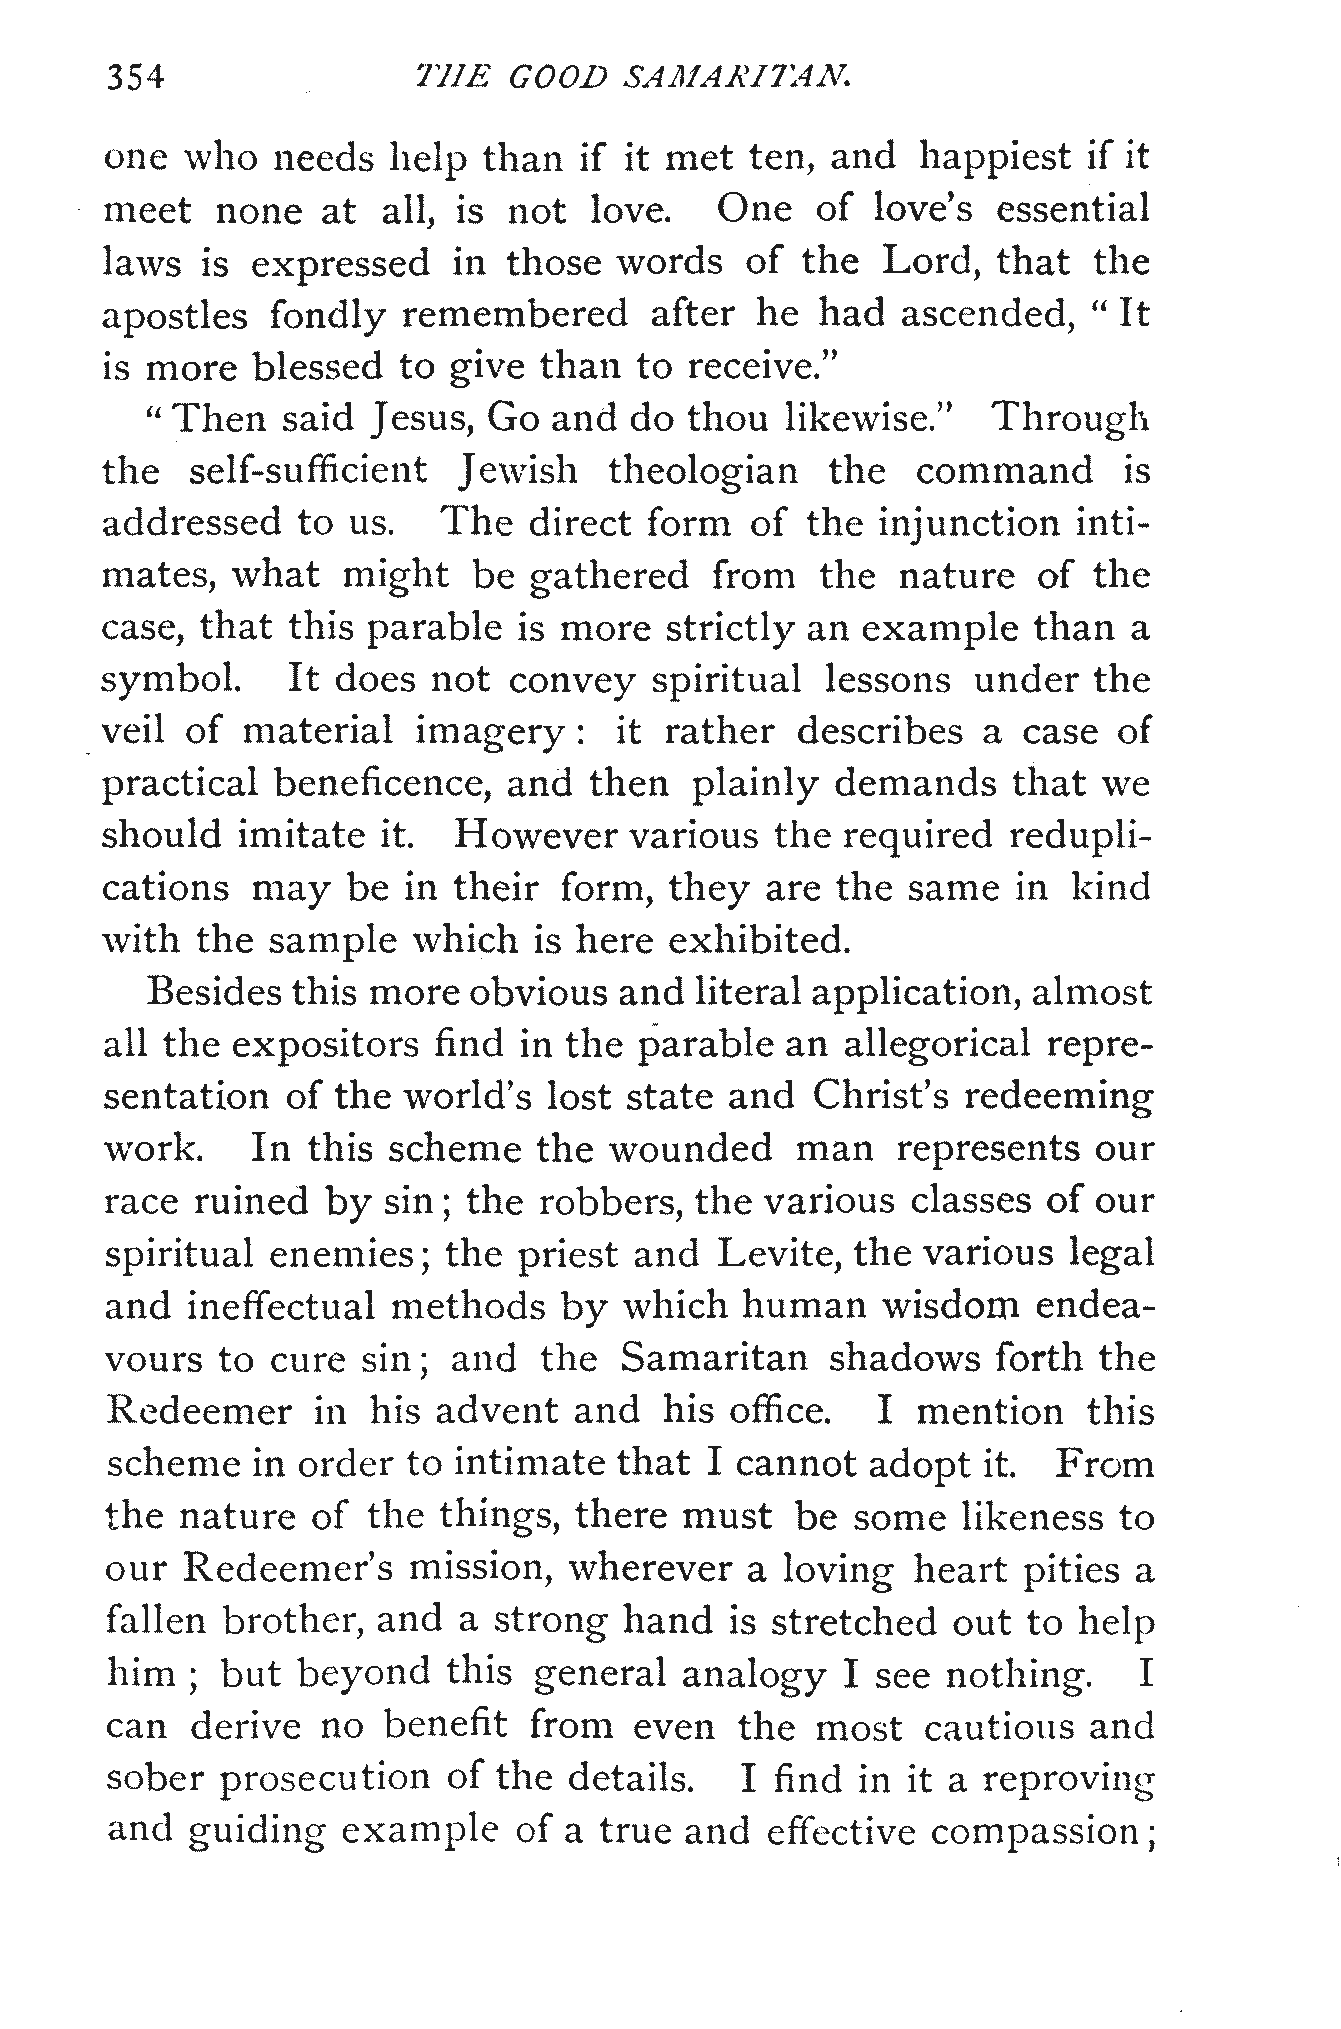 354 THE GOOD SAMARITAN.
one who needs help than if it met ten, and happiest if it
meet none at all, is not love. One of love's essential
laws is expressed in those words of the Lord, that the
apostles fondly remembered after he had ascended, " It
is more blessed to give than to receive."
" Then said Jesus, Go and do thou likewise." Through
the self-sufficient Jewish theologian the command is
addressed to us. The direct form of the injunction inti-
mates, what might be gathered from the nature of the
case, that this parable is more strictly an example than a
symbol. It does not convey spiritual lessons under the
veil of material imagery : it rather describes a case of
practical beneficence, and then plainly demands that we
should imitate it. However various the required redupli-
cations may be in their form, they are the same in kind
with the sample which is here exhibited.
Besides this more obvious and literal application, almost
all the expositors find in the parable an allegorical repre-
sentation of the world's lost state and Christ's redeeming
work. In this scheme the wounded man represents our
race ruined by sin ; the robbers, the various classes of our
spiritual enemies ; the priest and Levite, the various legal
and ineffectual methods by which human wisdom endea-
vours to cure sin ; and the Samaritan shadows forth the
Redeemer in his advent and his office. I mention this
scheme in order to intimate that I cannot adopt it. From
the nature of the things, there must be some likeness to
our Redeemer's mission, wherever a loving heart pities a
fallen brother, and a strong hand is stretched out to help
him ; but beyond this general analogy I see nothing. I
can derive no benefit from even the most cautious and
sober prosecution of the details. I find in it a reproving
and guiding example of a true and effective compassion ;